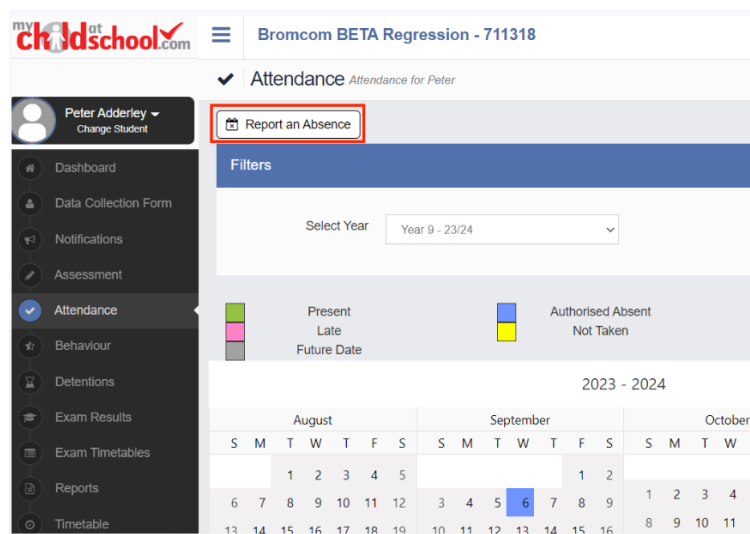 my child at school.com
Bromcom BETA Regression - 711318
Attendance Attendance for Peter
Peter Adderley
Change Student
Report an Absence
Dashboard
Data Collection Form
Notifications
Assessment
Attendance
Behaviour
Detentions
Exam Results
Exam Timetables
Reports
Timetable
Filters
Select Year Year 9 - 23/24
Present Authorised Absent
Late Not Taken
Future Date
2023 - 2024
August September October
S M T W T F S S M T W T F S S M T W
1 2 3 4 5 1 2
6 7 8 9 10 11 12 3 4 5 6 7 8 9 1 2 3 4
13 14 15 16 17 18 19 10 11 12 13 14 15 16 8 9 10 11